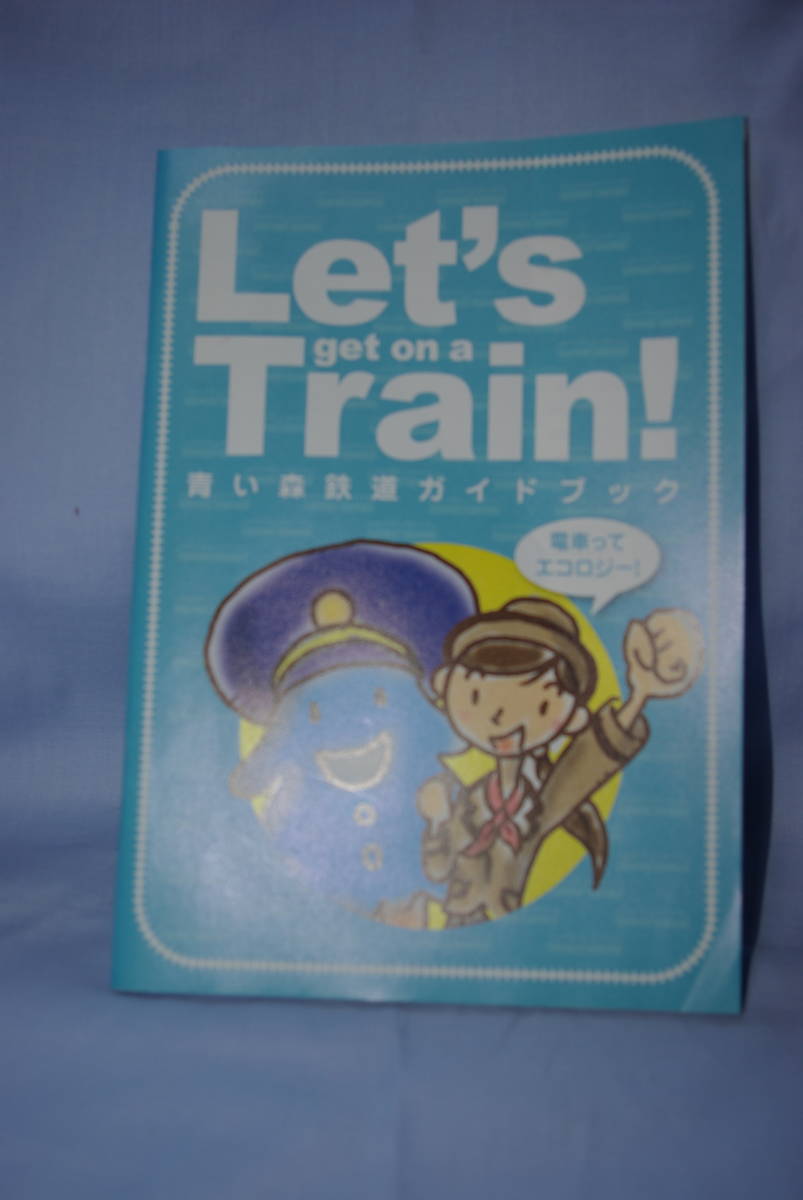 Let's
get on a
Train!
青い森鉄道ガイドブック
電車って
エコロジー!